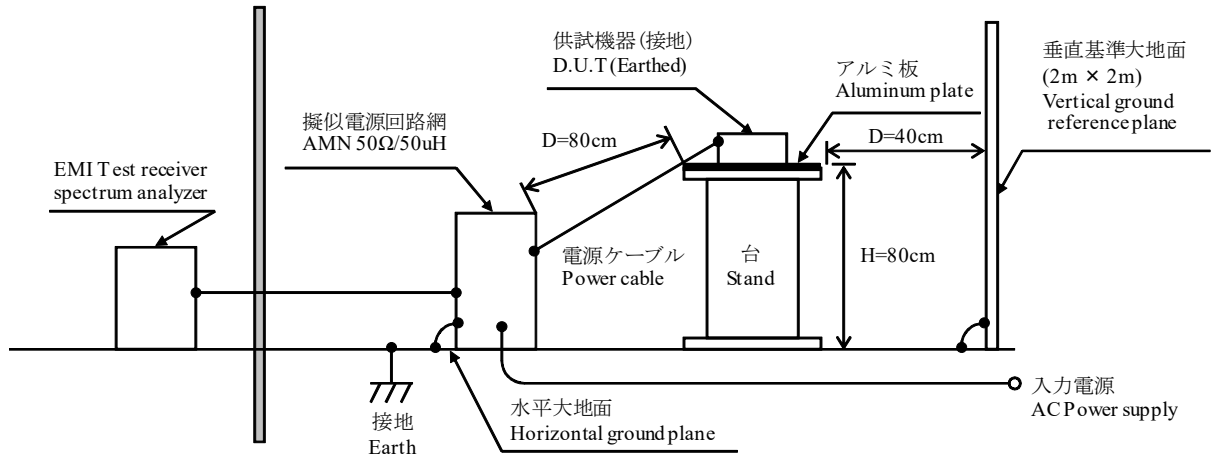 供試機器(接地)
D.U.T(Earthed)
アルミ板
Aluminum plate
垂直基準大地面
(2m × 2m)
Vertical ground
reference plane
擬似電源回路網
AMN 50Ω/50uH
D=80cm
D=40cm
EMI Test receiver
spectrum analyzer
電源ケーブル
Power cable
台
Stand
H=80cm
接地
Earth
水平大地面
Horizontal ground plane
入力電源
AC Power supply